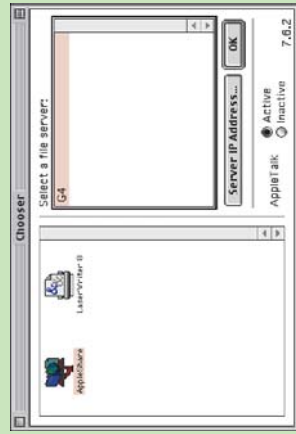 Chooser
AppleShare
LaserWriter 8
Select a file server:
G4
Server IP Address...
OK
AppleTalk
Active
Inactive
7.6.2